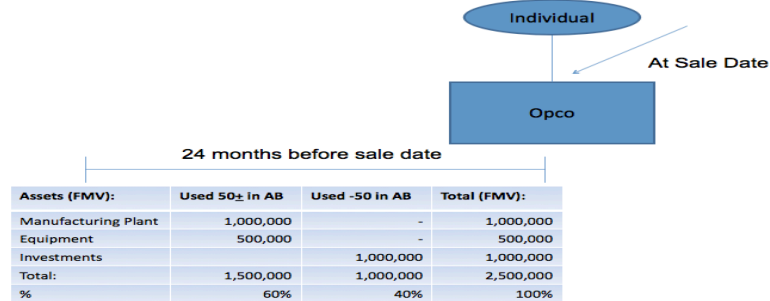 Individual
At Sale Date
Opco
24 months before sale date
Assets (FMV): Used 50+ in AB Used -50 in AB Total (FMV):
Manufacturing Plant 1,000,000 - 1,000,000
Equipment 500,000 - 500,000
Investments 1,000,000 1,000,000
Total: 1,500,000 1,000,000 2,500,000
% 60% 40% 100%